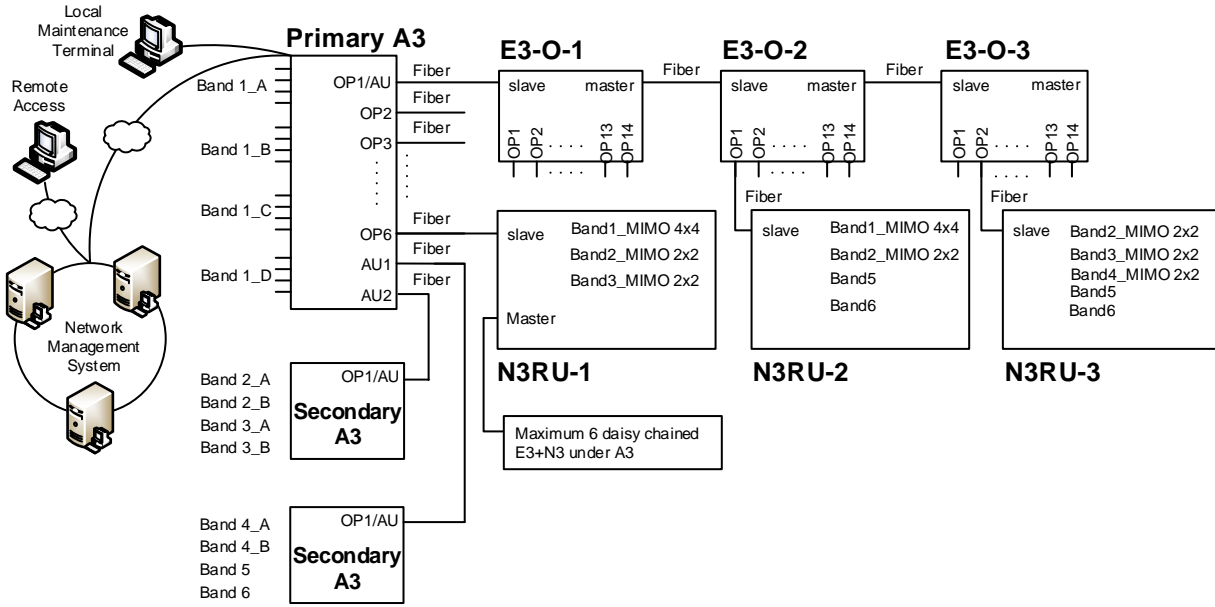 Local
Maintenance
Terminal
Remote
Access
Network
Management
System
Primary A3
Band 1_A
Band 1_B
Band 1_C
Band 1_D
OP1/AU
OP2
OP3
OP6
AU1
AU2
Fiber
Fiber
Fiber
Fiber
Fiber
Fiber
E3-O-1
slave
master
OP1
OP2
.....
OP13
OP14
.....
Fiber
E3-O-2
slave
master
OP1
OP2
.....
OP13
OP14
.....
Fiber
E3-O-3
slave
master
OP1
OP2
.....
OP13
OP14
.....
Fiber
Fiber
slave
Band1_MIMO 4x4
Band2_MIMO 2x2
Band3_MIMO 2x2
Master
N3RU-1
slave
Band1_MIMO 4x4
Band2_MIMO 2x2
Band5
Band6
N3RU-2
slave
Band2_MIMO 2x2
Band3_MIMO 2x2
Band4_MIMO 2x2
Band5
Band6
N3RU-3
Band 2_A
Band 2_B
Band 3_A
Band 3_B
OP1/AU
Secondary
A3
Maximum 6 daisy chained
E3+N3 under A3
Band 4_A
Band 4_B
Band 5
Band 6
OP1/AU
Secondary
A3